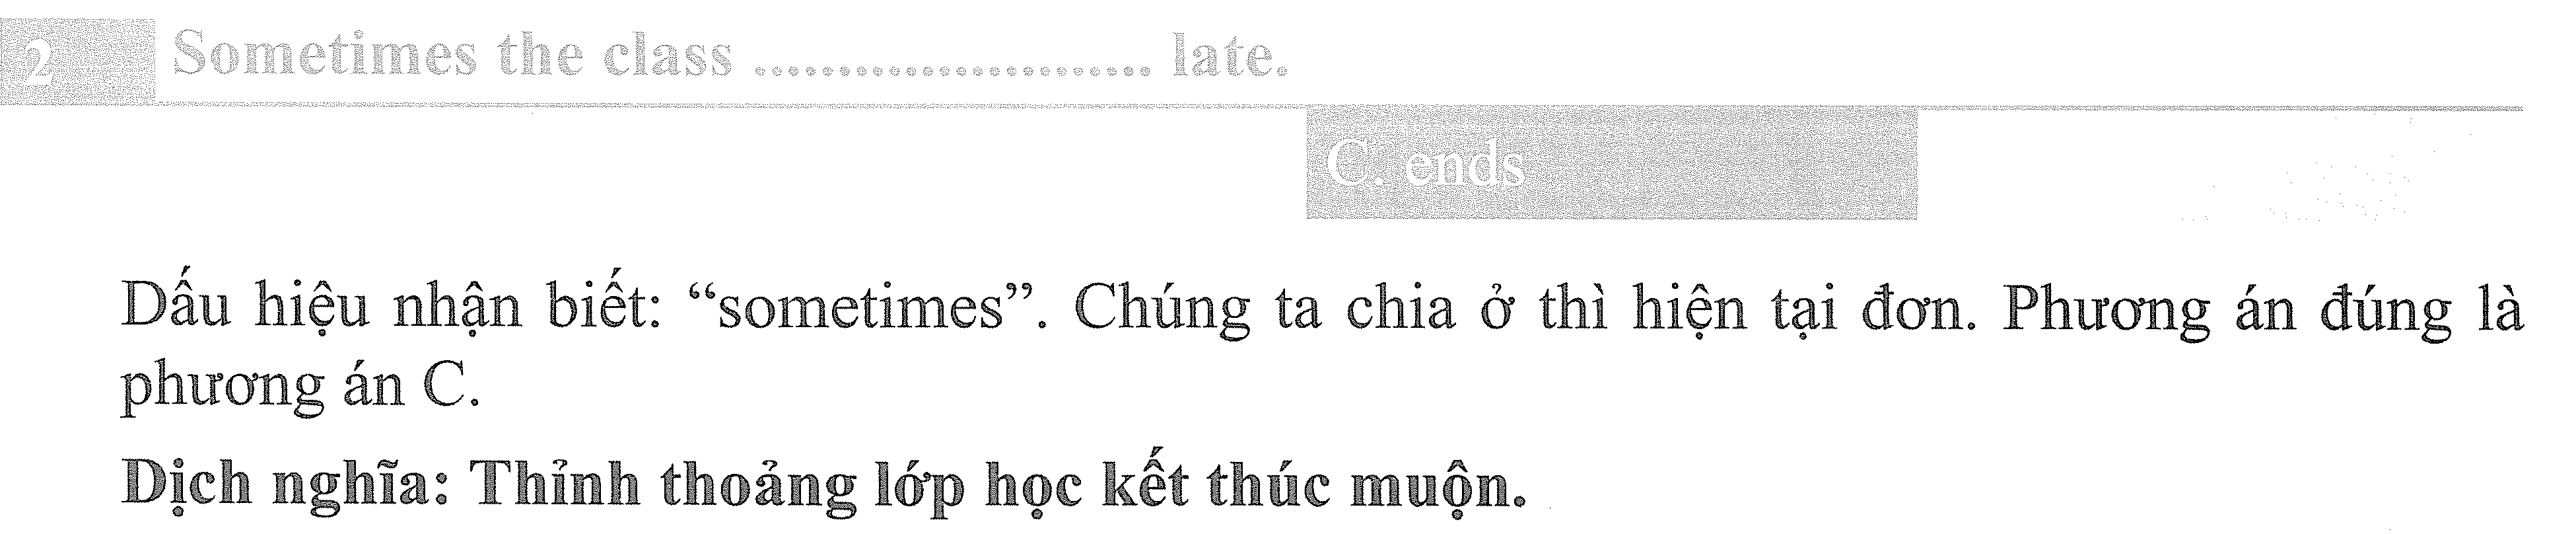 2 Sometimes the class ........................ late.
C. ends
Dấu hiệu nhận biết: “sometimes”. Chúng ta chia ở thì hiện tại đơn. Phương án đúng là
phương án C.
Dịch nghĩa: Thỉnh thoảng lớp học kết thúc muộn.